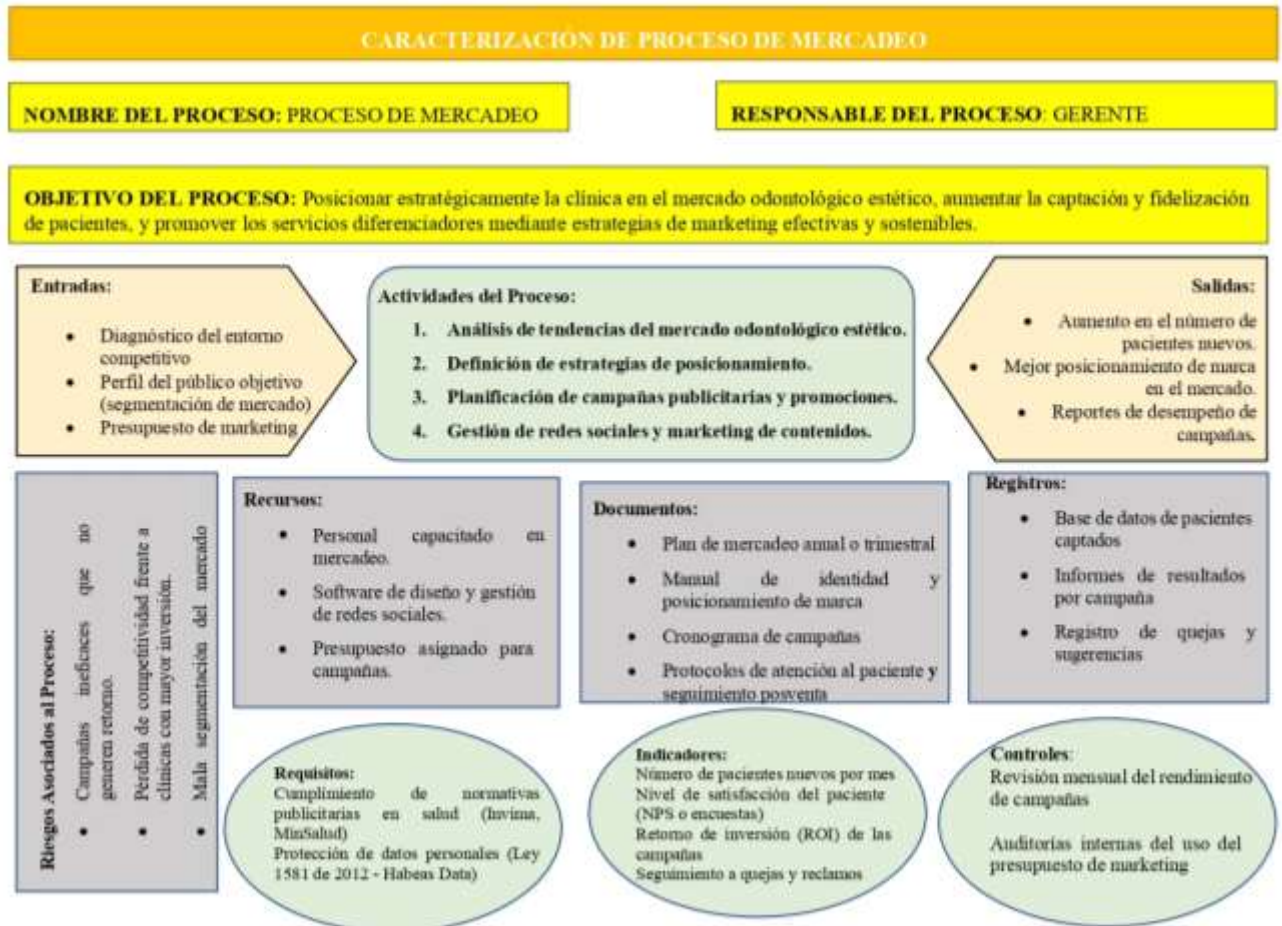 CARACTERIZACIÓN DE PROCESO DE MERCADEO
NOMBRE DEL PROCESO: PROCESO DE MERCADEO
RESPONSABLE DEL PROCESO: GERENTE
OBJETIVO DEL PROCESO: Posicionar estratégicamente la clínica en el mercado odontológico estético, aumentar la captación y fidelización
de pacientes, y promover los servicios diferenciadores mediante estrategias de marketing efectivas y sostenibles.
Entradas:
• Diagnóstico del entorno
competitivo
• Perfil del público objetivo
(segmentación de mercado)
• Presupuesto de marketing
Actividades del Proceso:
1. Análisis de tendencias del mercado odontológico estético.
2. Definición de estrategias de posicionamiento.
3. Planificación de campañas publicitarias y promociones.
4. Gestión de redes sociales y marketing de contenidos.
Salidas:
• Aumento en el número de
pacientes nuevos.
• Mejor posicionamiento de marca
en el mercado.
• Reportes de desempeño de
campañas.
Riesgos Asociados al Proceso:
• Campañas ineficaces que no
generen retorno.
• Pérdida de competitividad frente a
clínicas con mayor inversión.
• Mala segmentación del mercado
Recursos:
• Personal capacitado en
mercadeo.
• Software de diseño y gestión
de redes sociales.
• Presupuesto asignado para
campañas.
Documentos:
• Plan de mercadeo anual o trimestral
• Manual de identidad y
posicionamiento de marca
• Cronograma de campañas
• Protocolos de atención al paciente y
seguimiento posventa
Registros:
• Base de datos de pacientes
captados
• Informes de resultados
por campaña
• Registro de quejas y
sugerencias
Requisitos:
Cumplimiento de normativas
publicitarias en salud (Invima,
MinSalud)
Protección de datos personales (Ley
1581 de 2012 - Habeas Data)
Indicadores:
Número de pacientes nuevos por mes
Nivel de satisfacción del paciente
(NPS o encuestas)
Retorno de inversión (ROI) de las
campañas
Seguimiento a quejas y reclamos
Controles:
Revisión mensual del rendimiento
de campañas
Auditorías internas del uso del
presupuesto de marketing